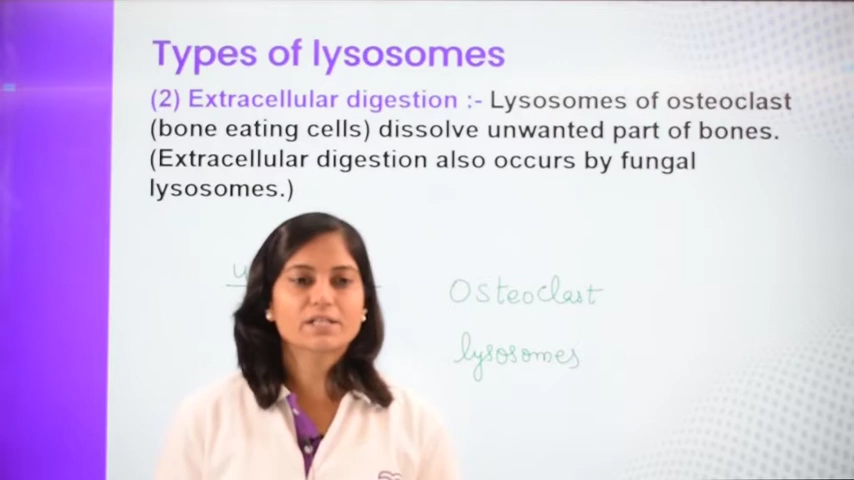 Types of lysosomes
(2) Extracellular digestion :- Lysosomes of osteoclast
(bone eating cells) dissolve unwanted part of bones.
(Extracellular digestion also occurs by fungal
lysosomes.)
Osteoclast
lysosomes